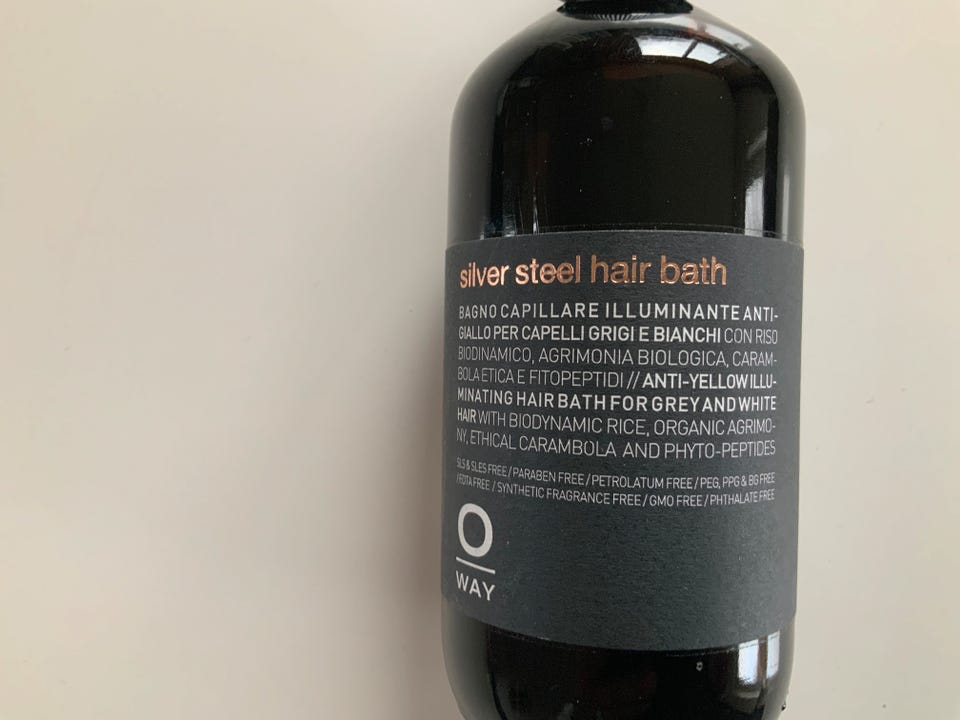 silver steel hair bath
BAGNO CAPILLARE ILLUMINANTE ANTI-
GIALLO PER CAPELLI GRIGI E BIANCHI CON RISO
BIODINAMICO, AGRIMONIA BIOLOGICA, CARAM-
BOLA ETICA E FITOPEPTIDI // ANTI-YELLOW ILLU-
MINATING HAIR BATH FOR GREY AND WHITE
HAIR WITH BIODYNAMIC RICE, ORGANIC AGRIMO-
NY, ETHICAL CARAMBOLA AND PHYTO-PEPTIDES
SLS & SLES FREE / PARABEN FREE / PETROLATUM FREE / PEG, PPG & BG FREE
/ EDTA FREE / SYNTHETIC FRAGRANCE FREE / GMO FREE / PHTHALATE FREE
O
WAY